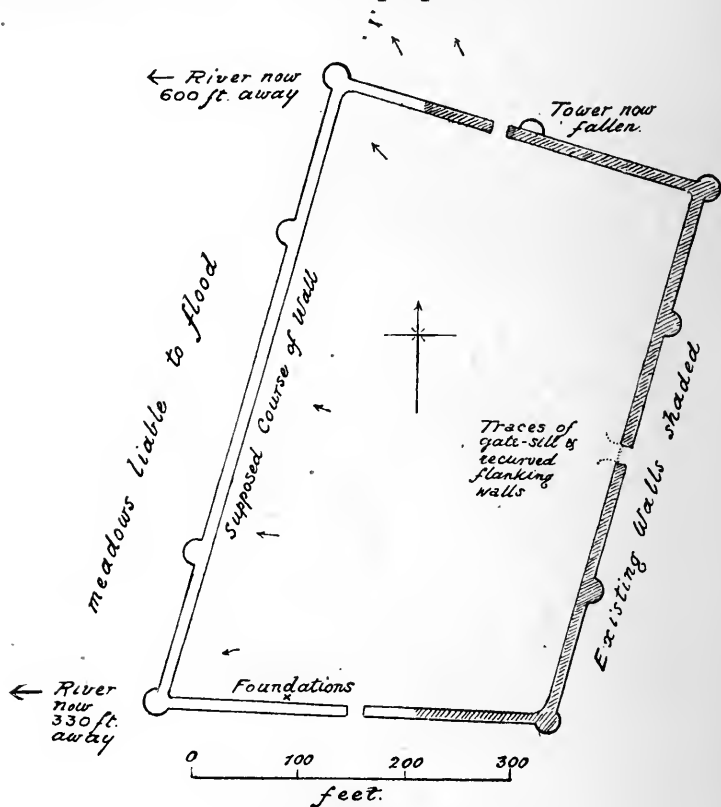 ← River now
600 ft. away
Tower now
fallen.
meadows liable to flood
Supposed Course of Wall
Traces of
gate-sill &
recurved
flanking
walls
Existing Walls shaded
← River
now
330 ft.
away
Foundations
x
0 100 200 300
feet.